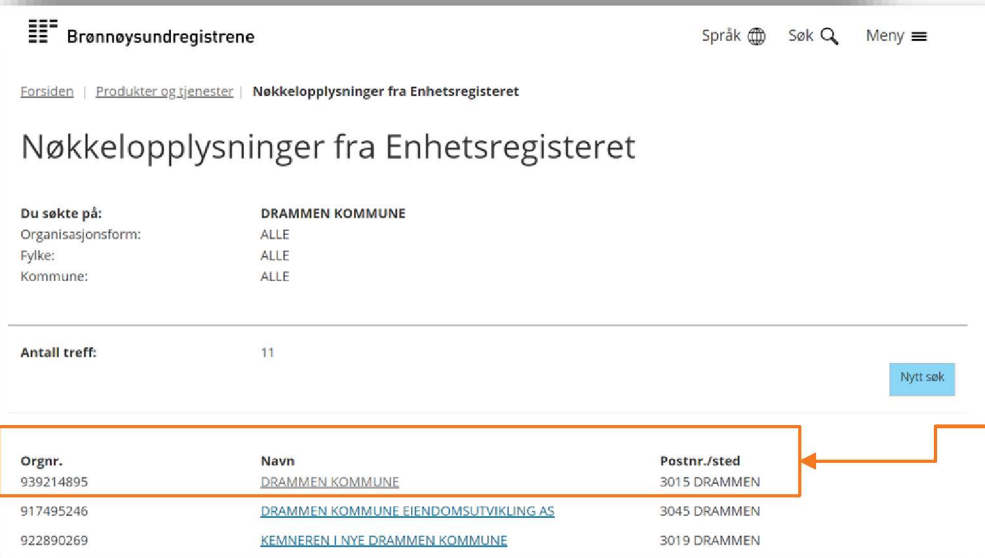 Brønnøysundregistrene Språk Søk Meny
Forsiden | Produkter og tjenester | Nøkkelopplysninger fra Enhetsregisteret
Nøkkelopplysninger fra Enhetsregisteret
Du søkte på: DRAMMEN KOMMUNE
Organisasjonsform: ALLE
Fylke: ALLE
Kommune: ALLE
Antall treff: 11
Nytt søk
Orgnr. Navn Postnr./sted
939214895 DRAMMEN KOMMUNE 3015 DRAMMEN
917495246 DRAMMEN KOMMUNE EIENDOMSUTVIKLING AS 3045 DRAMMEN
922890269 KEMNEREN I NYE DRAMMEN KOMMUNE 3019 DRAMMEN